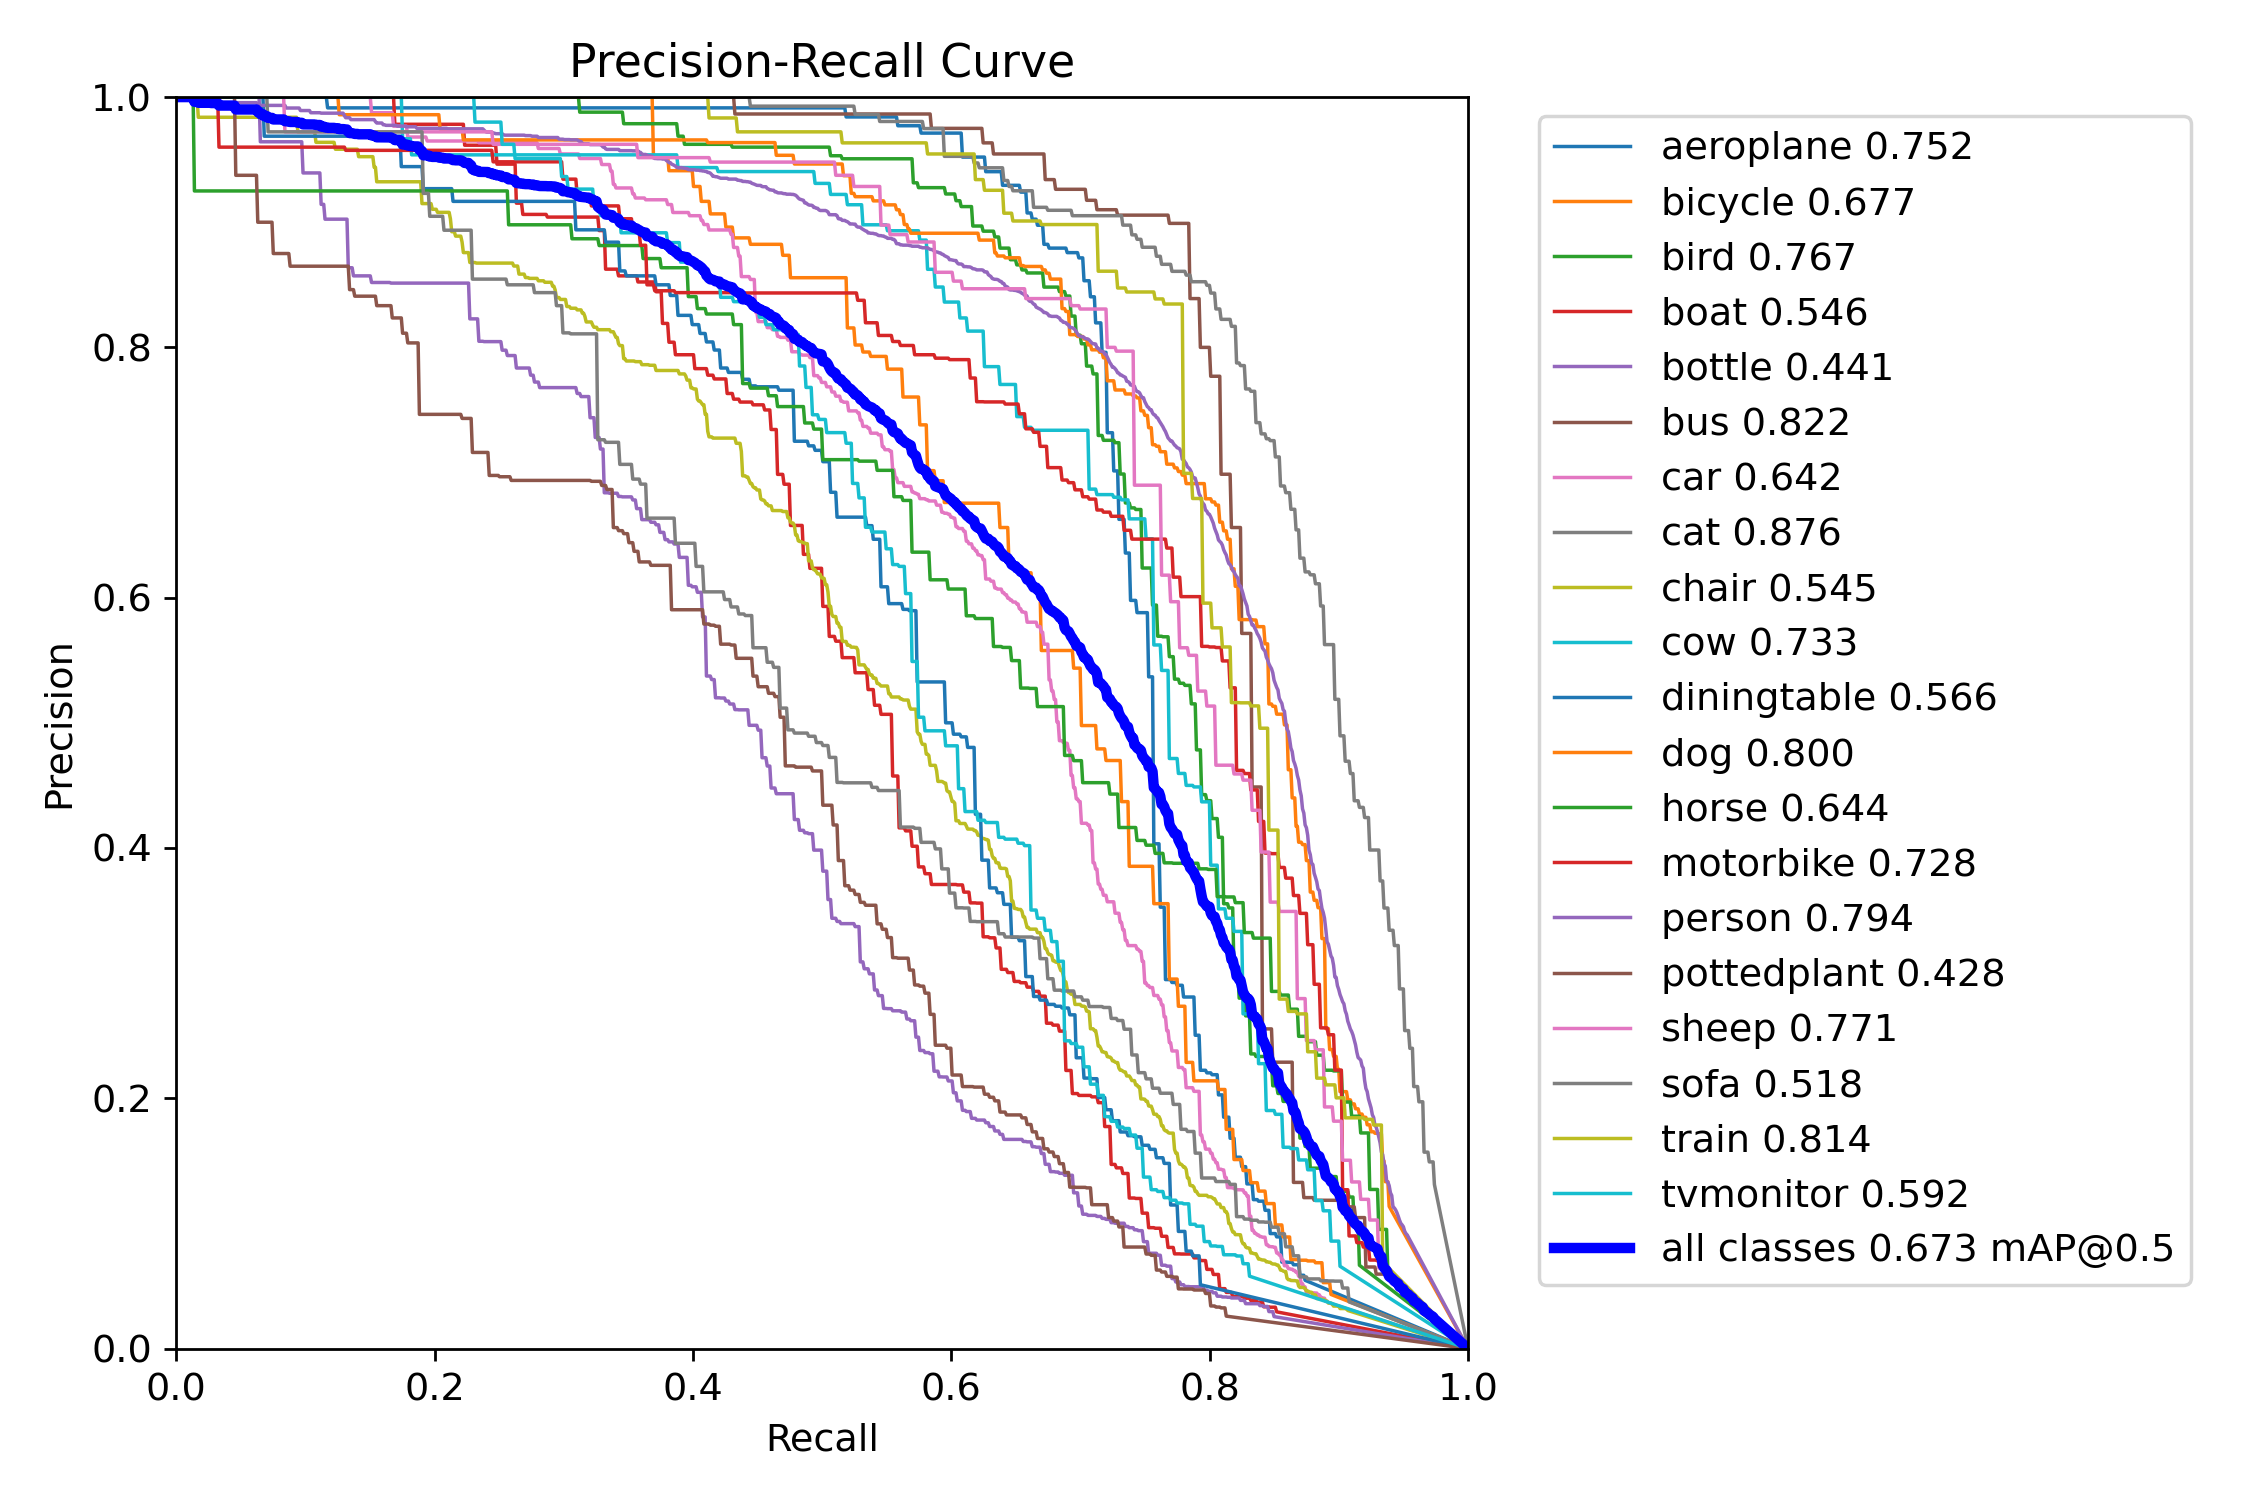 Precision-Recall Curve
1.0
0.8
0.6
0.4
0.2
0.0
Precision
0.0 0.2 0.4 0.6 0.8 1.0
Recall
aeroplane 0.752
bicycle 0.677
bird 0.767
boat 0.546
bottle 0.441
bus 0.822
car 0.642
cat 0.876
chair 0.545
cow 0.733
diningtable 0.566
dog 0.800
horse 0.644
motorbike 0.728
person 0.794
pottedplant 0.428
sheep 0.771
sofa 0.518
train 0.814
tvmonitor 0.592
all classes 0.673 mAP@0.5